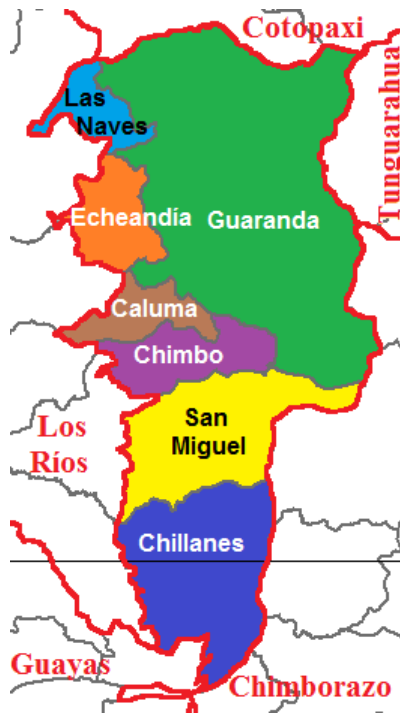 Cotopaxi
Tunguarahua
Las
Naves
Echeandía
Guaranda
Caluma
Chimbo
San
Miguel
Los
Ríos
Chillanes
Guayas
Chimborazo